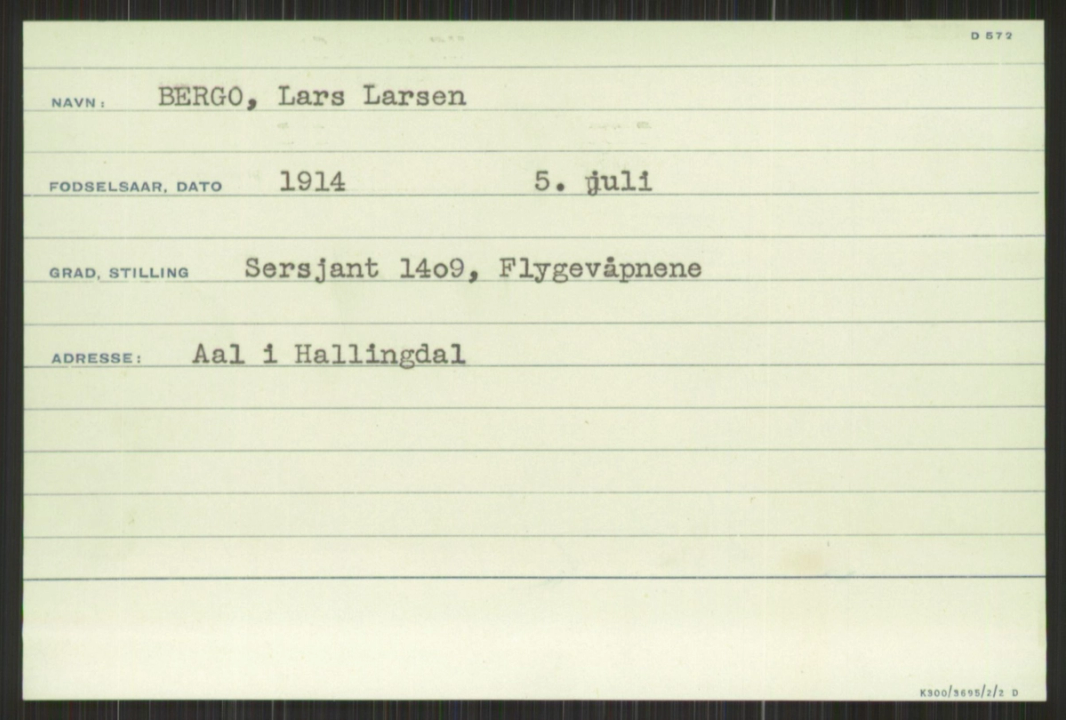 D 572
NAVN: BERGO, Lars Larsen
FODSELSAAR, DATO 1914 5. juli
GRAD, STILLING Sersjant 14o9, Flygevåpnene
ADRESSE: Aal i Hallingdal
K300/3695/2/2 D